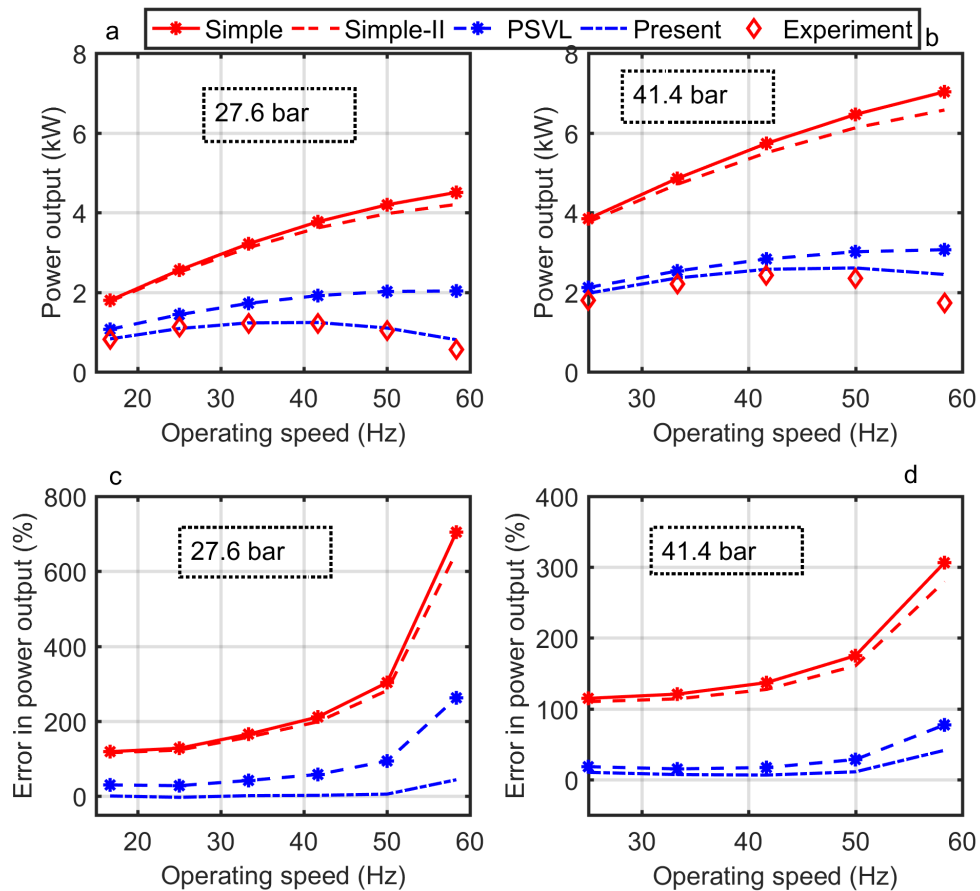 a
Simple Simple-II PSVL Present Experiment
b
8
6
4
2
0
Power output (kW)
27.6 bar
20 30 40 50 60
Operating speed (Hz)
8
6
4
2
0
Power output (kW)
41.4 bar
30 40 50 60
Operating speed (Hz)
c
800
600
400
200
0
Error in power output (%)
27.6 bar
20 30 40 50 60
Operating speed (Hz)
d
400
300
200
100
0
Error in power output (%)
41.4 bar
30 40 50 60
Operating speed (Hz)